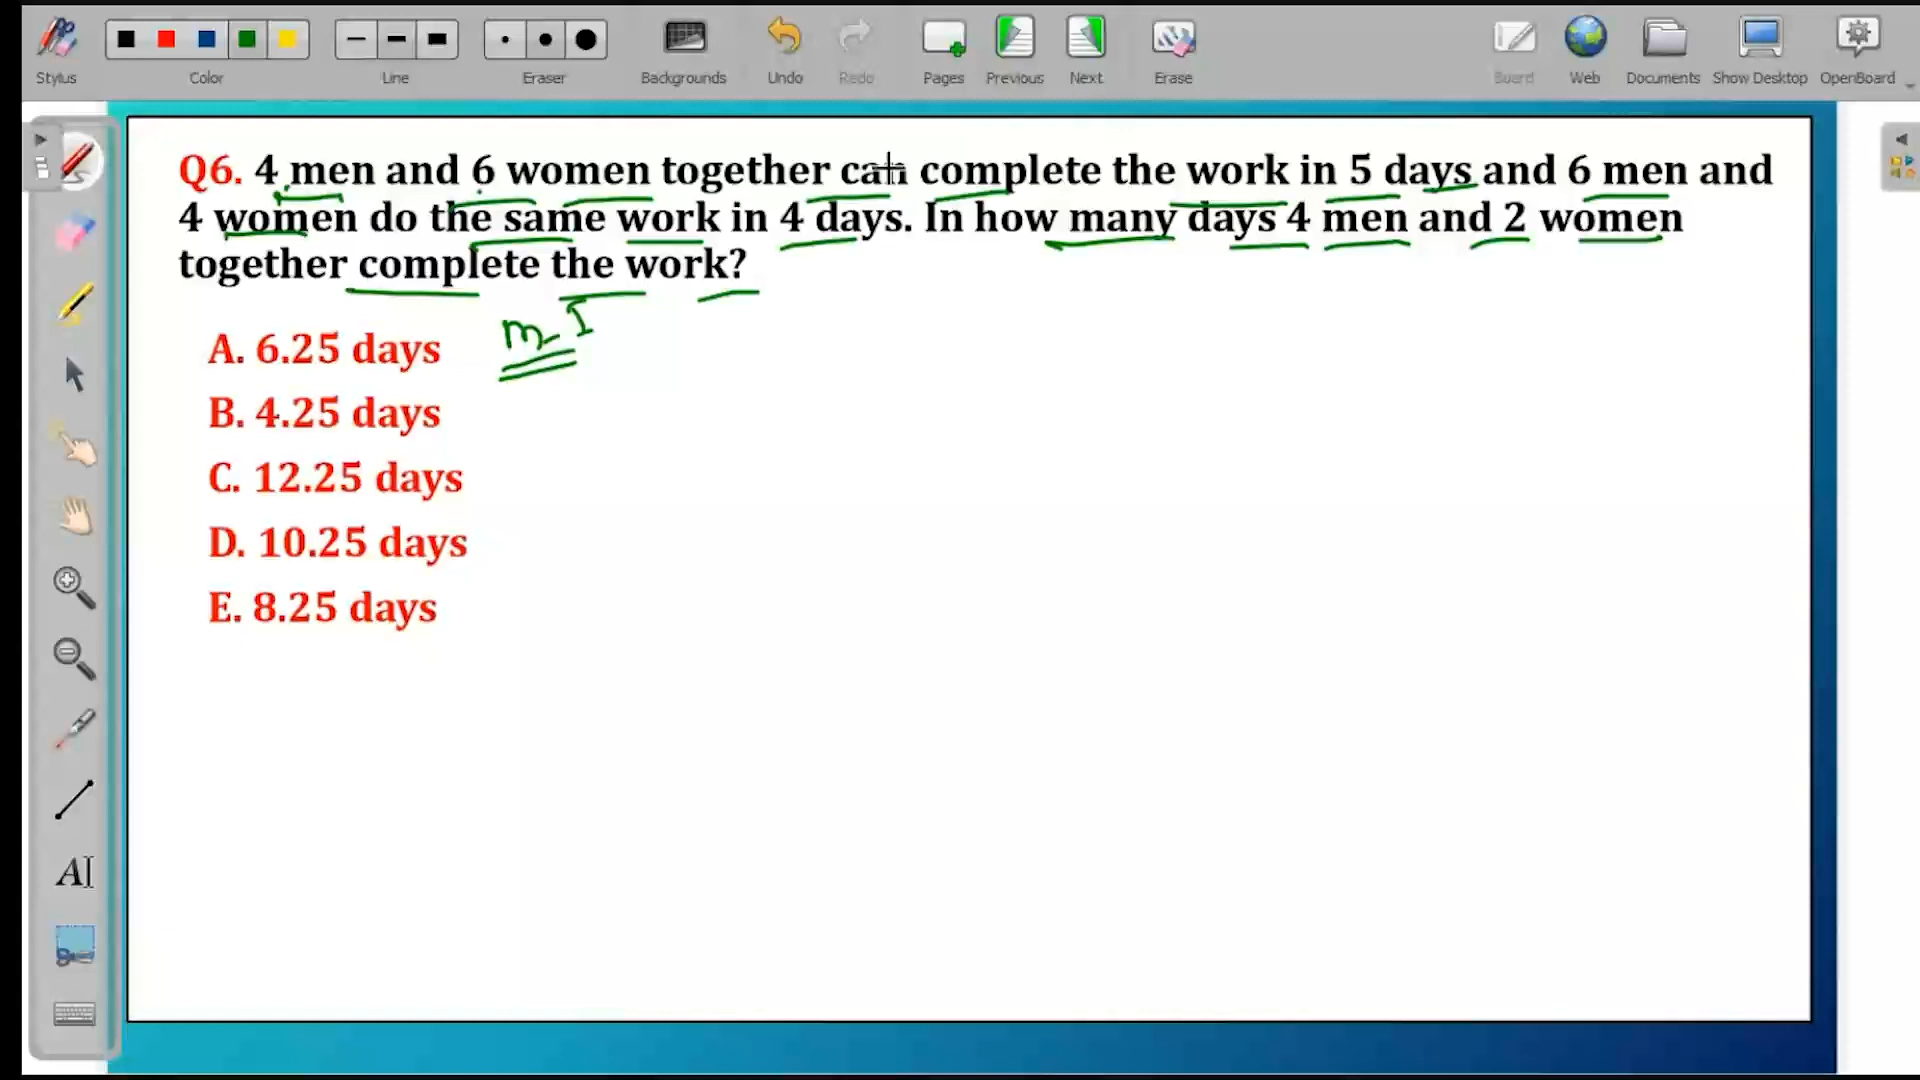 Stylus
Color
Line
Eraser
Backgrounds
Undo
Redo
Pages
Previous
Next
Erase
Board
Web
Documents
Show Desktop
OpenBoard
Q6. 4 men and 6 women together can complete the work in 5 days and 6 men and
4 women do the same work in 4 days. In how many days 4 men and 2 women
together complete the work?
m-I
A. 6.25 days
B. 4.25 days
C. 12.25 days
D. 10.25 days
E. 8.25 days
AI